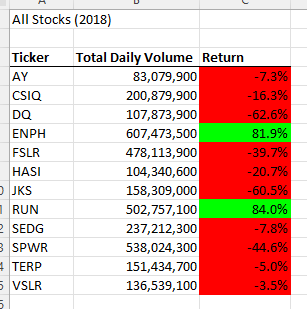 A B C
All Stocks (2018)
Ticker Total Daily Volume Return
AY 83,079,900 -7.3%
CSIQ 200,879,900 -16.3%
DQ 107,873,900 -62.6%
ENPH 607,473,500 81.9%
FSLR 478,113,900 -39.7%
HASI 104,340,600 -20.7%
JKS 158,309,000 -60.5%
RUN 502,757,100 84.0%
SEDG 237,212,300 -7.8%
SPWR 538,024,300 -44.6%
TERP 151,434,700 -5.0%
VSLR 136,539,100 -3.5%